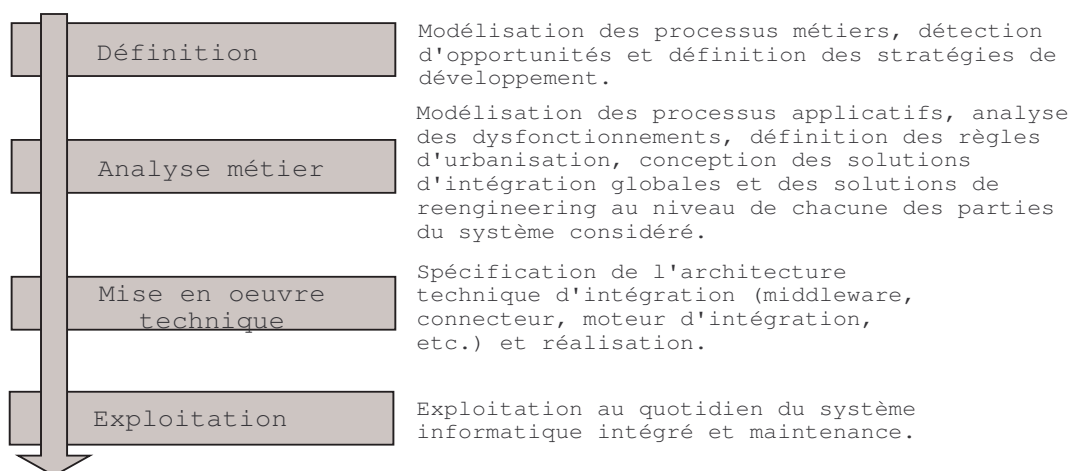 Définition
Modélisation des processus métiers, détection
d'opportunités et définition des stratégies de
développement.
Analyse métier
Modélisation des processus applicatifs, analyse
des dysfonctionnements, définition des règles
d'urbanisation, conception des solutions
d'intégration globales et des solutions de
reengineering au niveau de chacune des parties
du système considéré.
Mise en oeuvre
technique
Spécification de l'architecture
technique d'intégration (middleware,
connecteur, moteur d'intégration,
etc.) et réalisation.
Exploitation
Exploitation au quotidien du système
informatique intégré et maintenance.